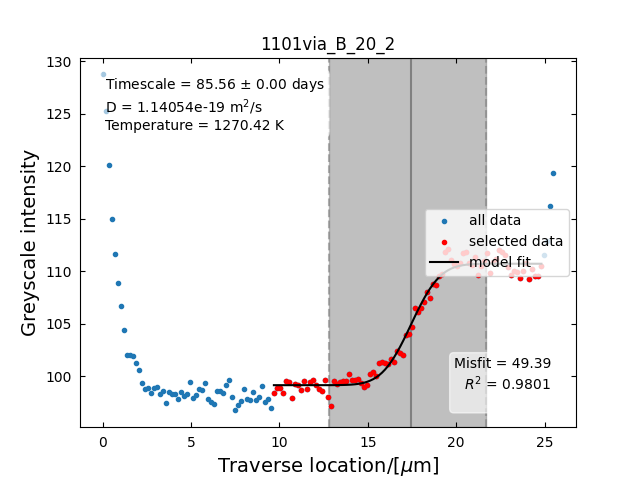 1101via_B_20_2
Timescale = 85.56 ± 0.00 days
D = 1.14054e-19 m²/s
Temperature = 1270.42 K
all data
selected data
model fit
Misfit = 49.39
R² = 0.9801
Greyscale intensity
130
125
120
115
110
105
100
0 5 10 15 20 25
Traverse location/[μm]